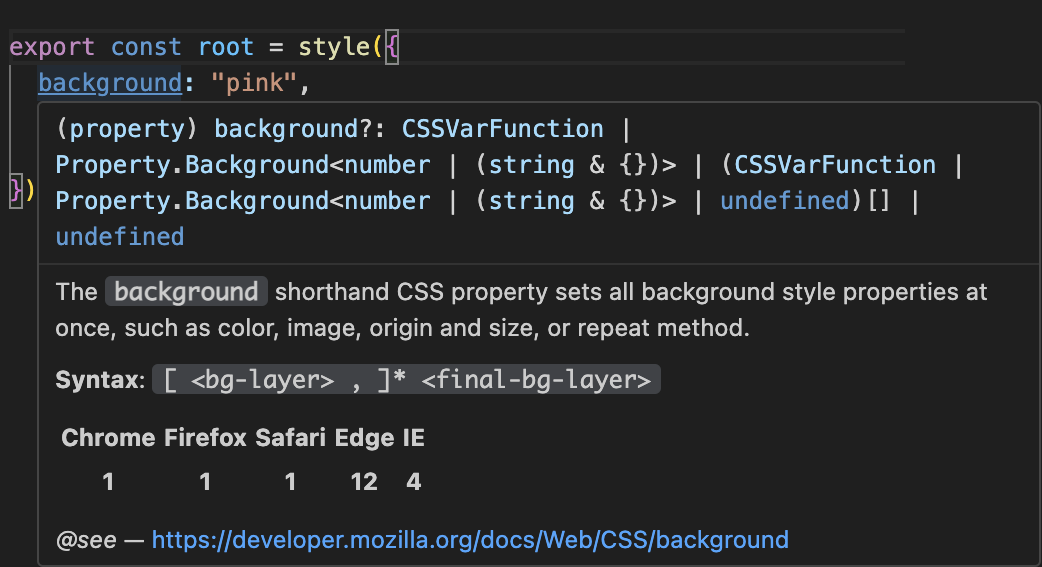 export const root = style({
background: "pink",
(property) background?: CSSVarFunction |
Property.Background<number | (string & {})> | (CSSVarFunction |
Property.Background<number | (string & {})> | undefined)[] |
undefined
})
The background shorthand CSS property sets all background style properties at
once, such as color, image, origin and size, or repeat method.
Syntax: [ <bg-layer> , ]* <final-bg-layer>
Chrome Firefox Safari Edge IE
1 1 1 12 4
@see — https://developer.mozilla.org/docs/Web/CSS/background